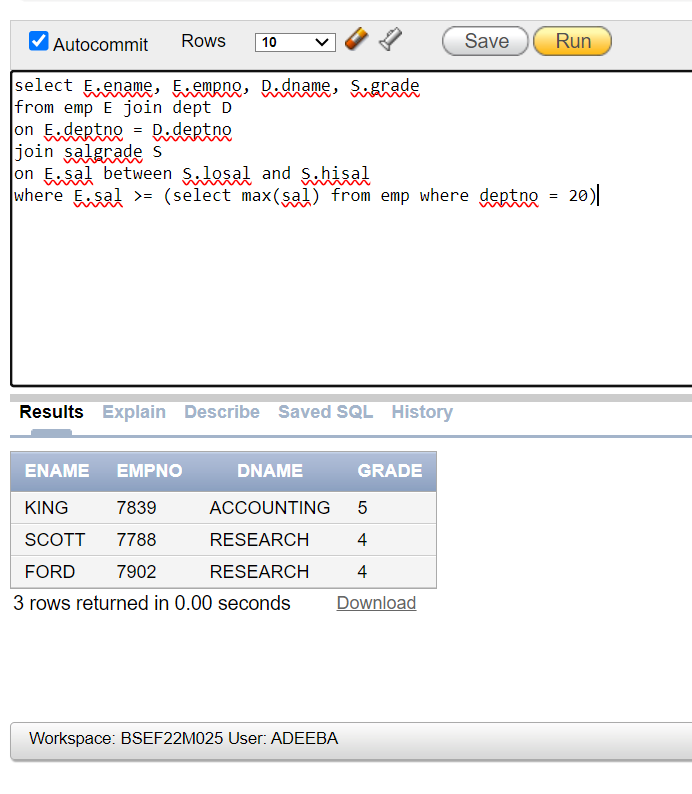 Autocommit Rows 10 Save Run
select E.ename, E.empno, D.dname, S.grade
from emp E join dept D
on E.deptno = D.deptno
join salgrade S
on E.sal between S.losal and S.hisal
where E.sal >= (select max(sal) from emp where deptno = 20)
Results Explain Describe Saved SQL History
ENAME EMPNO DNAME GRADE
KING 7839 ACCOUNTING 5
SCOTT 7788 RESEARCH 4
FORD 7902 RESEARCH 4
3 rows returned in 0.00 seconds Download
Workspace: BSEF22M025 User: ADEEBA